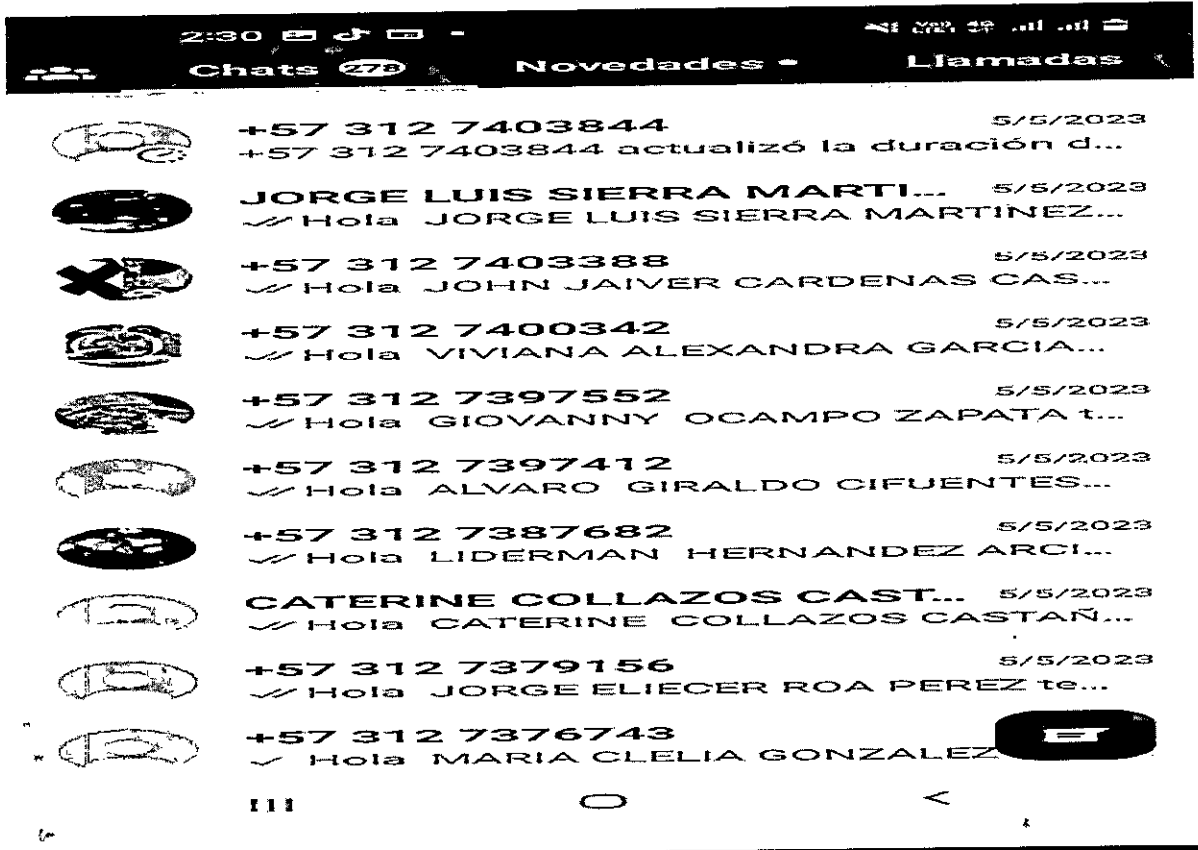 2:30
Chats 278 Novedades Llamadas
+57 312 7403844 5/5/2023
+57 312 7403844 actualizó la duración d...
JORGE LUIS SIERRA MARTI... 5/5/2023
Hola JORGE LUIS SIERRA MARTINEZ...
+57 312 7403388 5/5/2023
Hola JOHN JAIVER CARDENAS CAS...
+57 312 7400342 5/5/2023
Hola VIVIANA ALEXANDRA GARCIA...
+57 312 7397552 5/5/2023
Hola GIOVANNY OCAMPO ZAPATA t...
+57 312 7397412 5/5/2023
Hola ALVARO GIRALDO CIFUENTES...
+57 312 7387682 5/5/2023
Hola LIDERMAN HERNANDEZ ARCI...
CATERINE COLLAZOS CAST... 5/5/2023
Hola CATERINE COLLAZOS CASTAÑ...
+57 312 7379156 5/5/2023
Hola JORGE ELIECER ROA PEREZ te...
+57 312 7376743
Hola MARIA CLELIA GONZALEZ